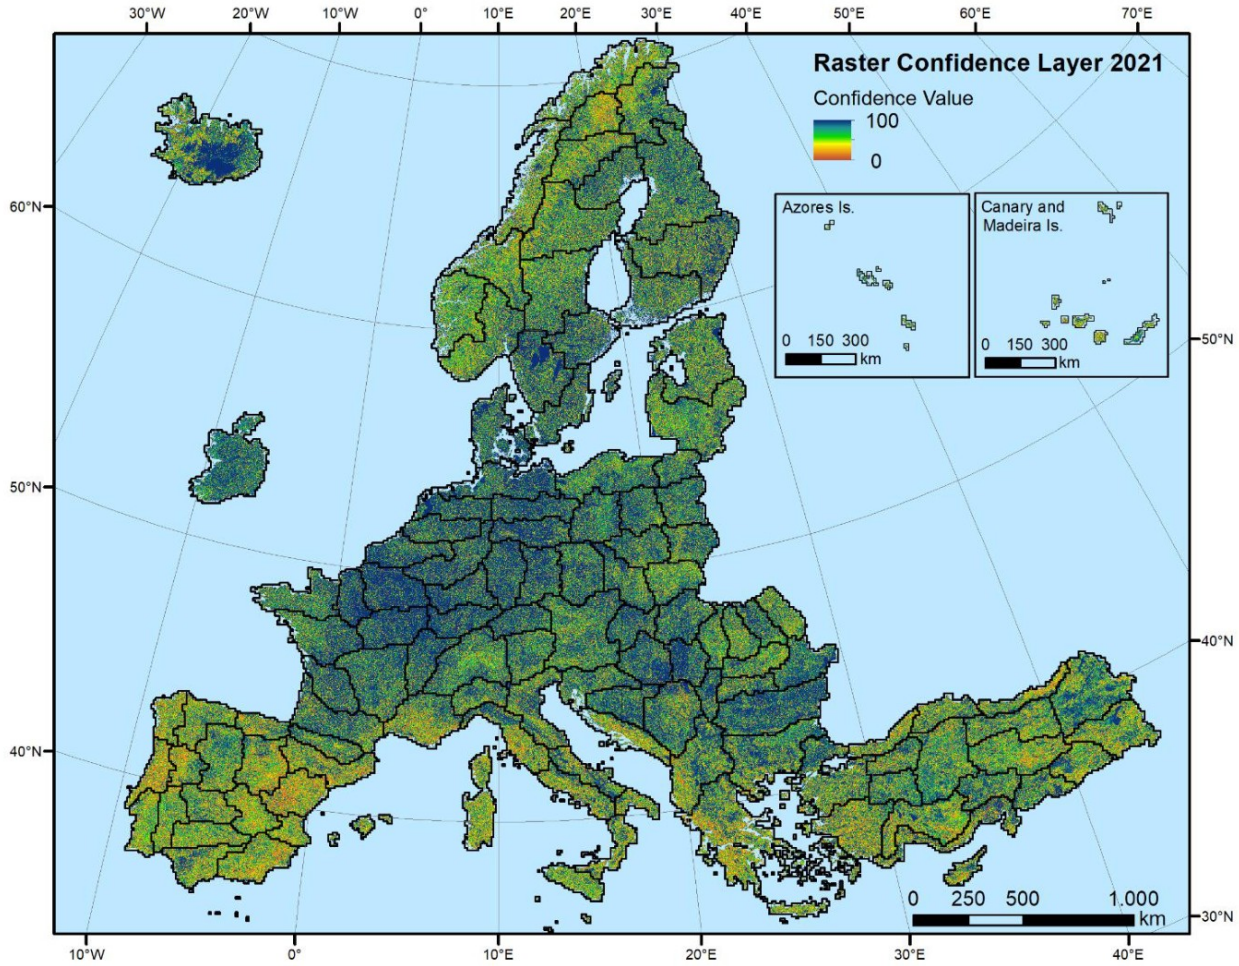 30°W 20°W 10°W 0° 10°E 20°E 30°E 40°E 50°E 60°E 70°E
Raster Confidence Layer 2021
Confidence Value
100
0
60°N
Azores Is.
Canary and
Madeira Is.
0 150 300
km
0 150 300
km
50°N
50°N
40°N
40°N
0 250 500 1.000
km
30°N
10°W 0° 10°E 20°E 30°E 40°E